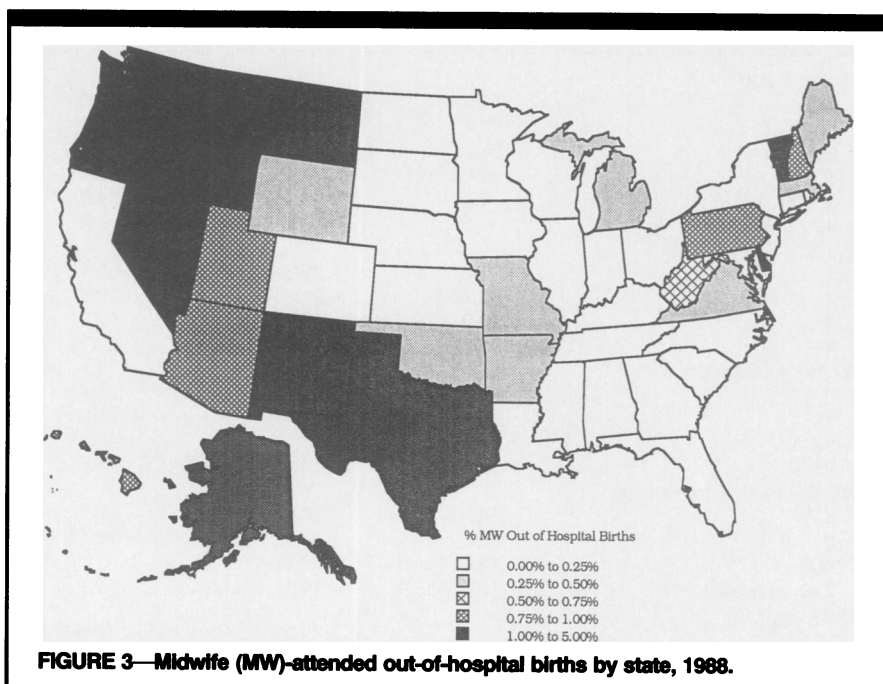 % MW Out of Hospital Births
0.00% to 0.25%
0.25% to 0.50%
0.50% to 0.75%
0.75% to 1.00%
1.00% to 5.00%
FIGURE 3—Midwife (MW)-attended out-of-hospital births by state, 1988.